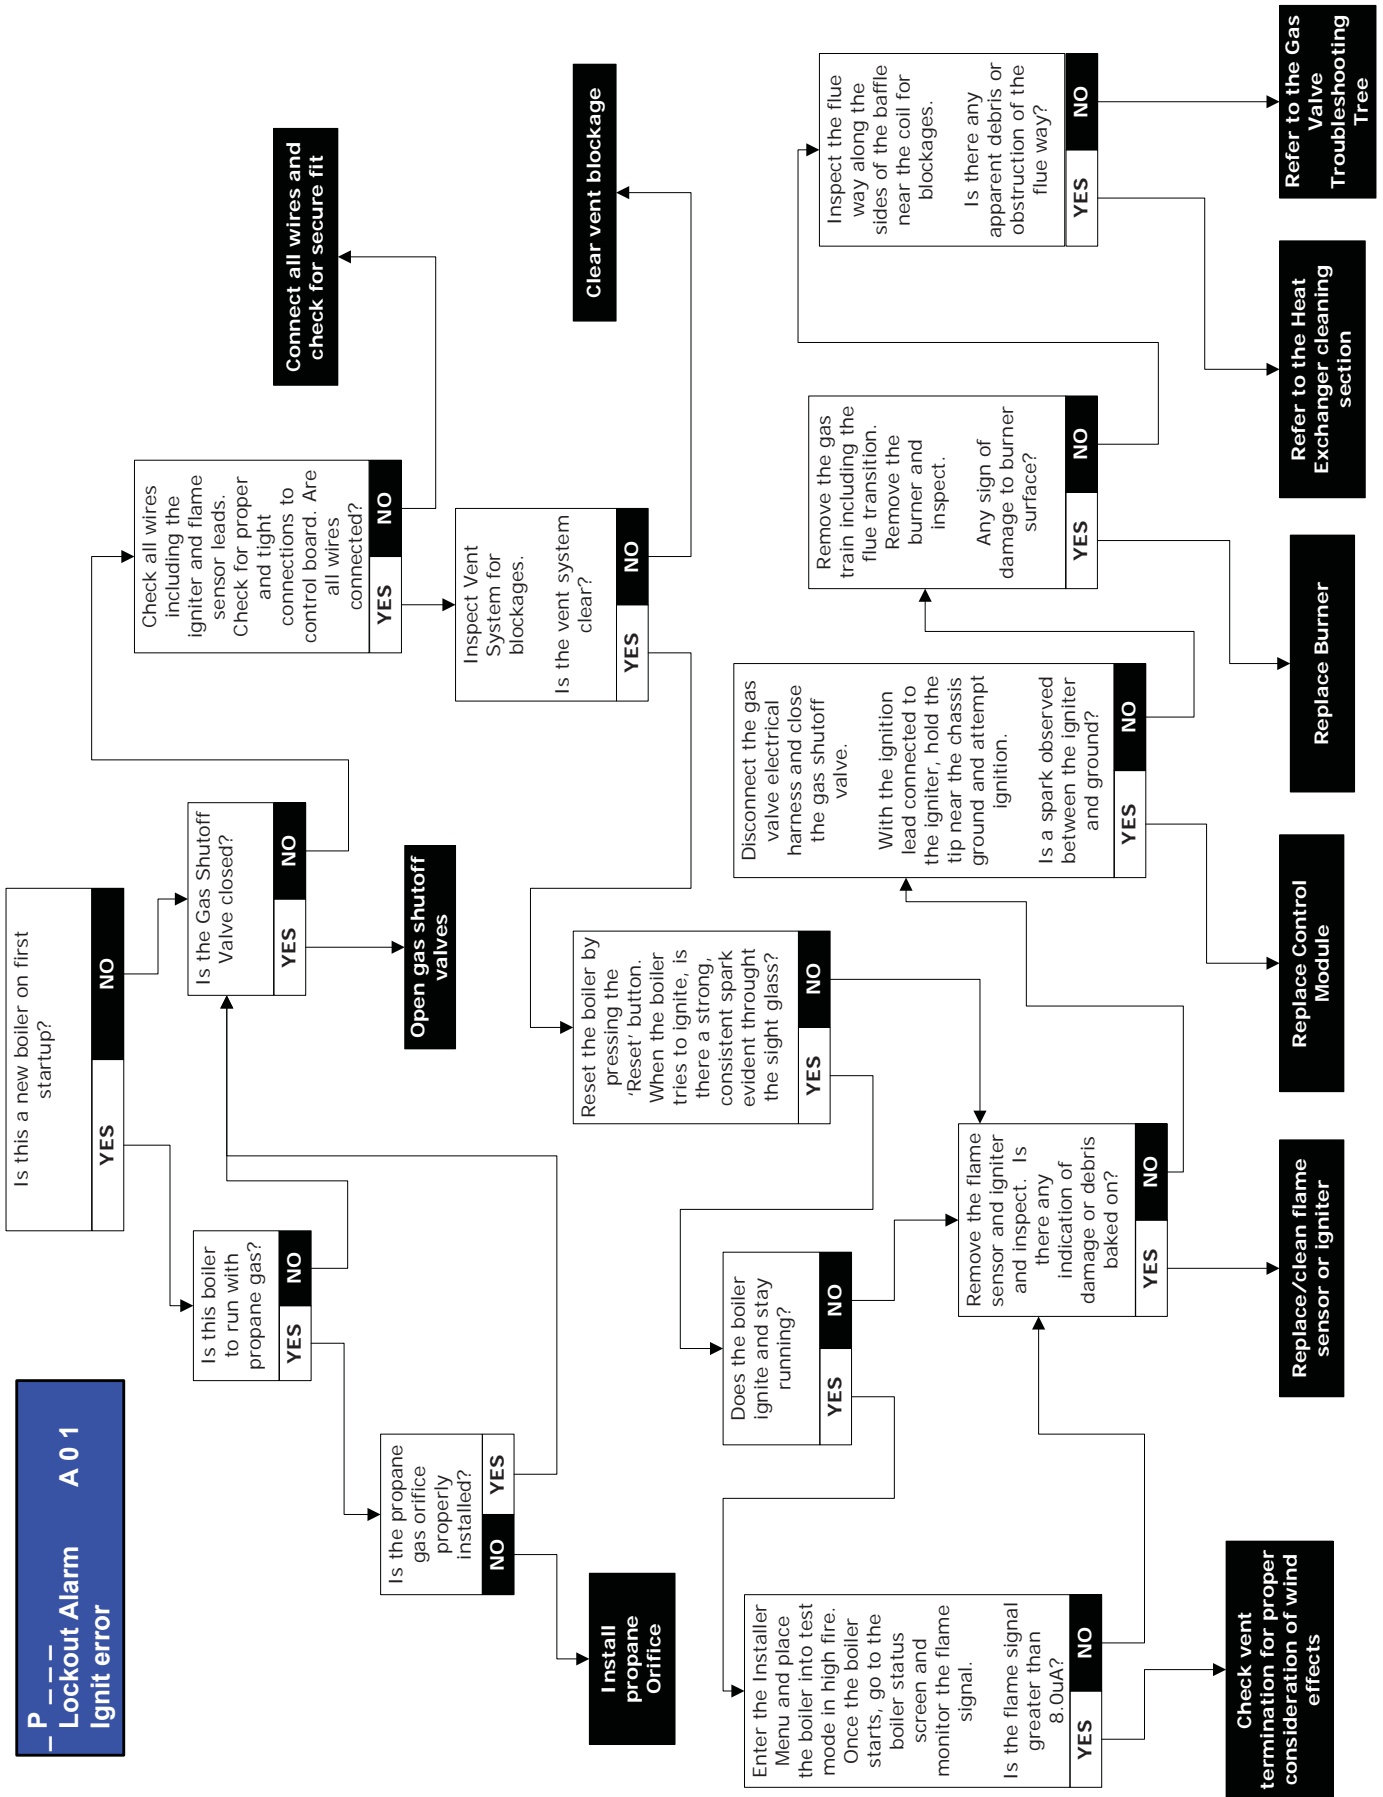 _ P _ _ _
Lockout Alarm A 0 1
Ignit error
Is this a new boiler on first
startup?
YES
NO
Is this boiler
to run with
propane gas?
YES
NO
Is the Gas Shutoff
Valve closed?
YES
NO
Check all wires
including the
igniter and flame
sensor leads.
Check for proper
and tight
connections to
control board. Are
all wires
connected?
YES
NO
Connect all wires and
check for secure fit
Is the propane
gas orifice
properly
installed?
NO
YES
Open gas shutoff
valves
Inspect Vent
System for
blockages.
Is the vent system
clear?
YES
NO
Clear vent blockage
Install
propane
Orifice
Reset the boiler by
pressing the
‘Reset’ button.
When the boiler
tries to ignite, is
there a strong,
consistent spark
evident throught
the sight glass?
YES
NO
Does the boiler
ignite and stay
running?
YES
NO
Enter the Installer
Menu and place
the boiler into test
mode in high fire.
Once the boiler
starts, go to the
boiler status
screen and
monitor the flame
signal.
Is the flame signal
greater than
8.0uA?
YES
NO
Remove the flame
sensor and igniter
and inspect. Is
there any
indication of
damage or debris
baked on?
YES
NO
Disconnect the gas
valve electrical
harness and close
the gas shutoff
valve.
With the ignition
lead connected to
the igniter, hold the
tip near the chassis
ground and attempt
ignition.
Is a spark observed
between the igniter
and ground?
YES
NO
Remove the gas
train including the
flue transition.
Remove the
burner and
inspect.
Any sign of
damage to burner
surface?
YES
NO
Inspect the flue
way along the
sides of the baffle
near the coil for
blockages.
Is there any
apparent debris or
obstruction of the
flue way?
YES
NO
Check vent
termination for proper
consideration of wind
effects
Replace/clean flame
sensor or igniter
Replace Control
Module
Replace Burner
Refer to the Heat
Exchanger cleaning
section
Refer to the Gas
Valve
Troubleshooting
Tree